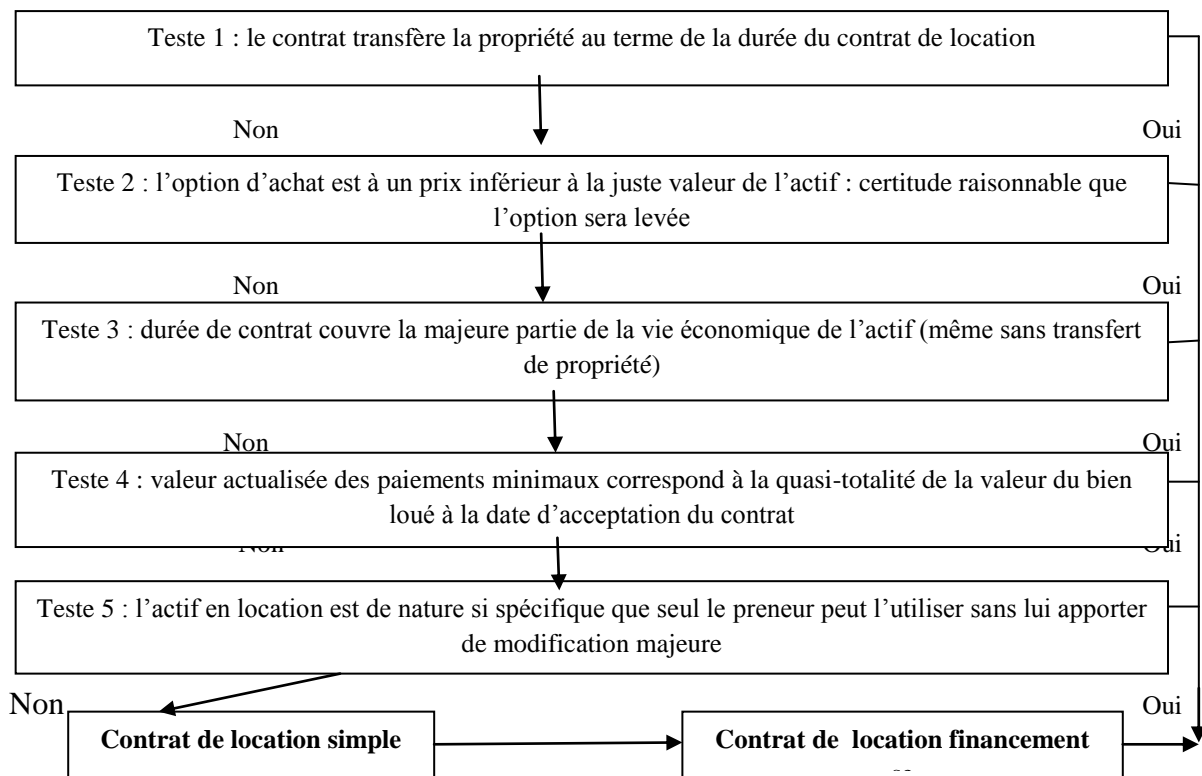 Teste 1 : le contrat transfère la propriété au terme de la durée du contrat de location
Non
Oui
Teste 2 : l’option d’achat est à un prix inférieur à la juste valeur de l’actif : certitude raisonnable que
l’option sera levée
Non
Oui
Teste 3 : durée de contrat couvre la majeure partie de la vie économique de l’actif (même sans transfert
de propriété)
Non
Oui
Teste 4 : valeur actualisée des paiements minimaux correspond à la quasi-totalité de la valeur du bien
loué à la date d’acceptation du contrat
Non
Oui
Teste 5 : l’actif en location est de nature si spécifique que seul le preneur peut l’utiliser sans lui apporter
de modification majeure
Non
Oui
Contrat de location simple
Contrat de location financement